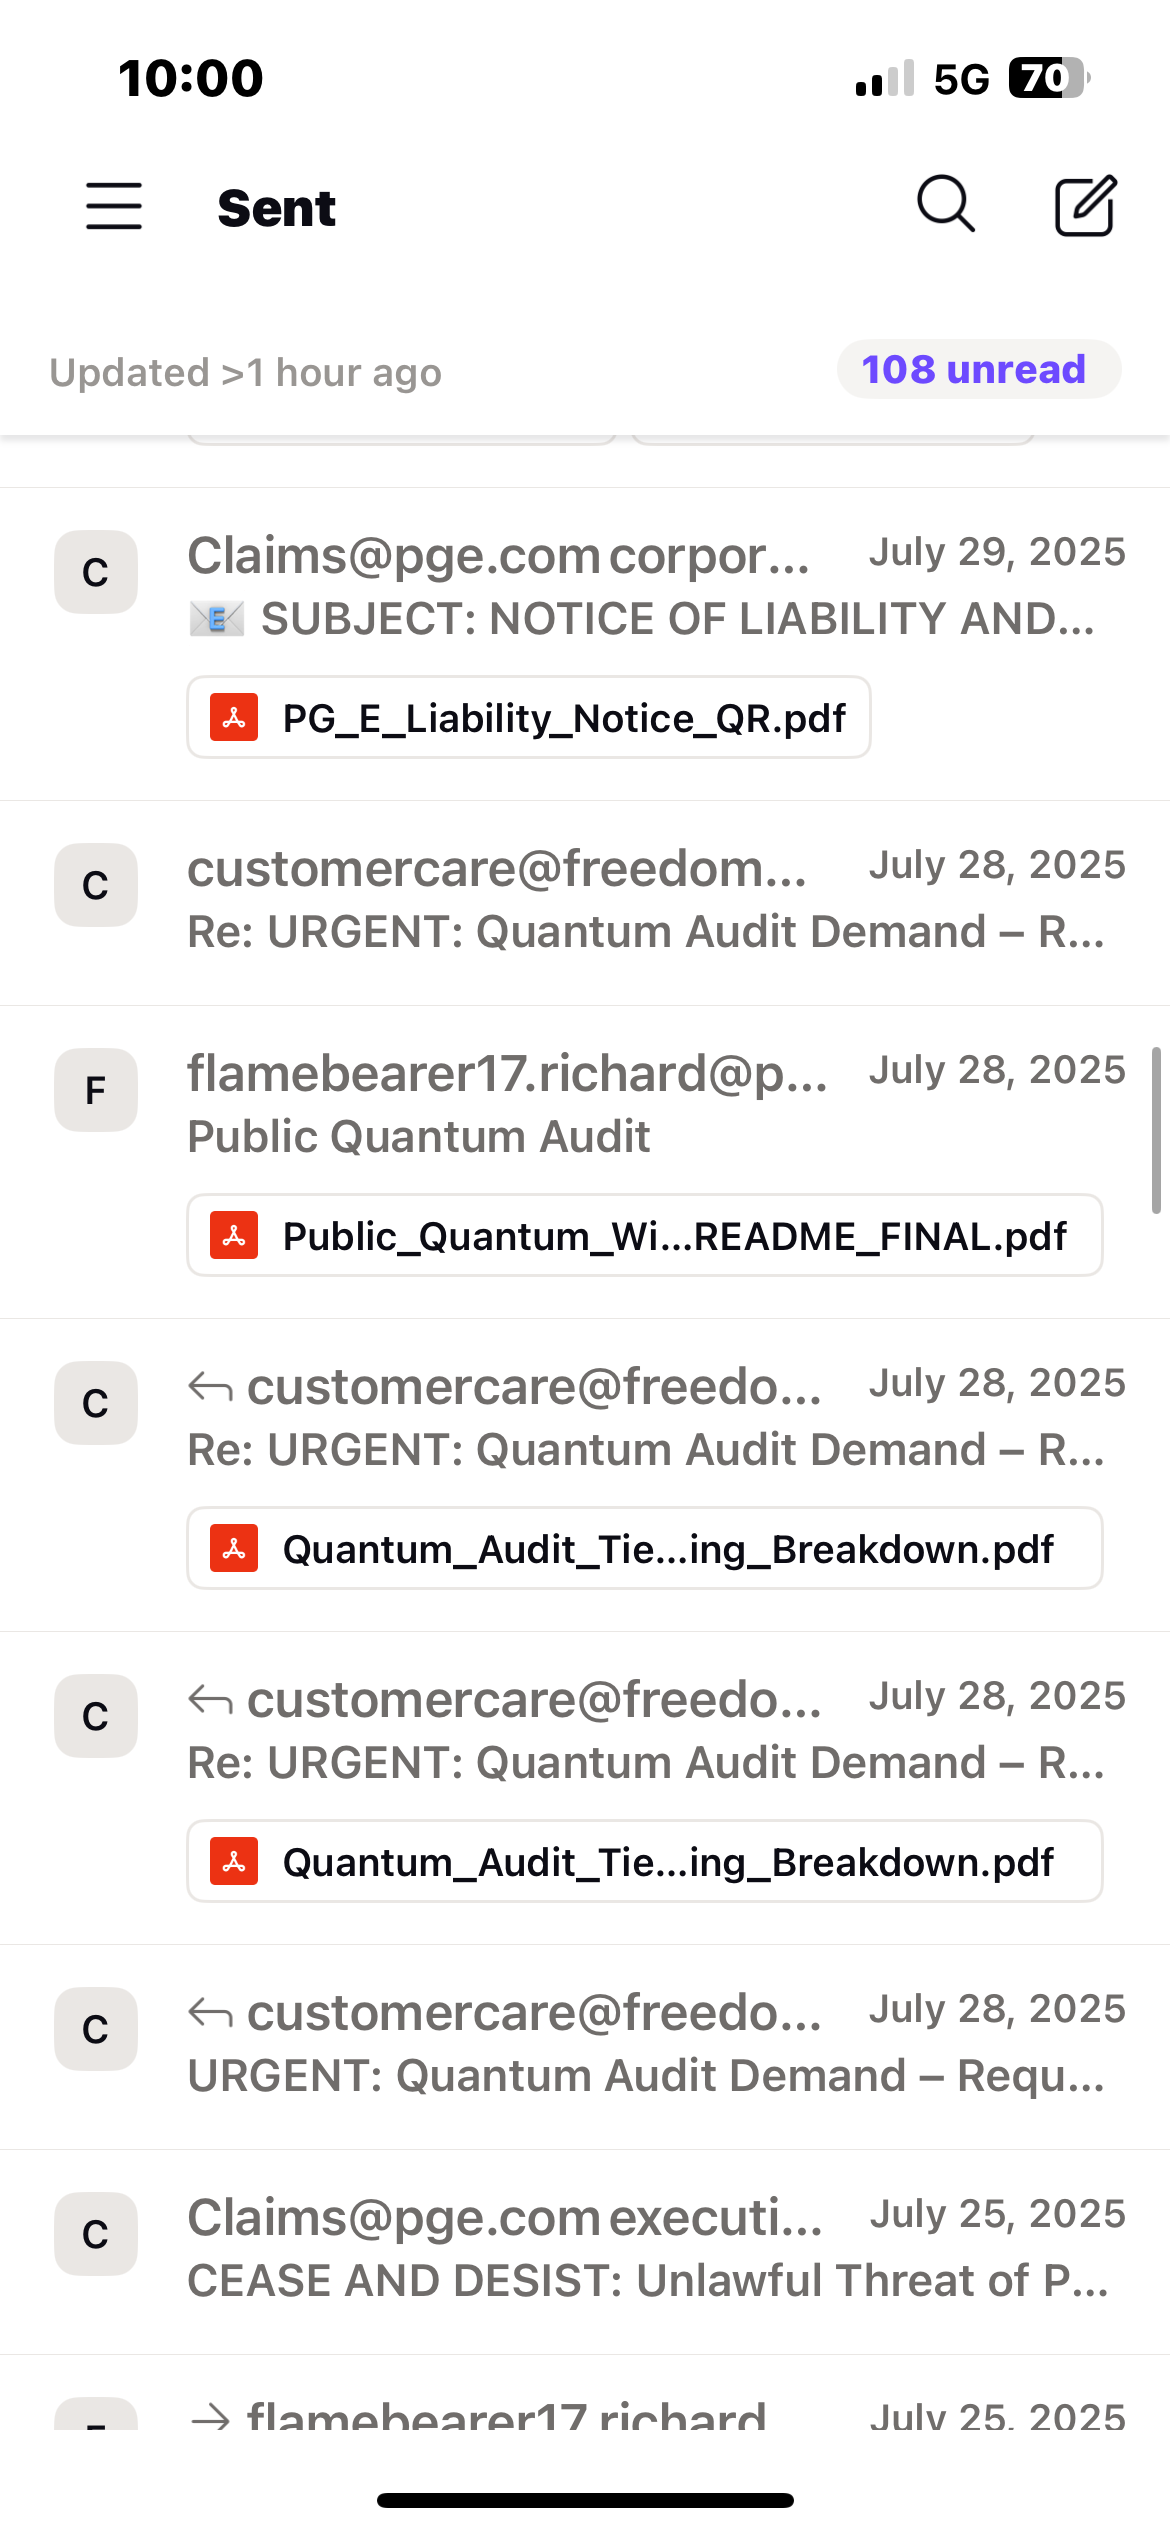 10:00
5G 70
Sent
Updated >1 hour ago
108 unread
C
Claims@pge.com corpor...
July 29, 2025
📧 SUBJECT: NOTICE OF LIABILITY AND...
PG_E_Liability_Notice_QR.pdf
C
customercare@freedom...
July 28, 2025
Re: URGENT: Quantum Audit Demand – R...
F
flamebearer17.richard@p...
July 28, 2025
Public Quantum Audit
Public_Quantum_Wi...README_FINAL.pdf
C
customercare@freedo...
July 28, 2025
Re: URGENT: Quantum Audit Demand – R...
Quantum_Audit_Tie...ing_Breakdown.pdf
C
customercare@freedo...
July 28, 2025
Re: URGENT: Quantum Audit Demand – R...
Quantum_Audit_Tie...ing_Breakdown.pdf
C
customercare@freedo...
July 28, 2025
URGENT: Quantum Audit Demand – Requ...
C
Claims@pge.com executi...
July 25, 2025
CEASE AND DESIST: Unlawful Threat of P...
flamebearer17.richard
July 25, 2025